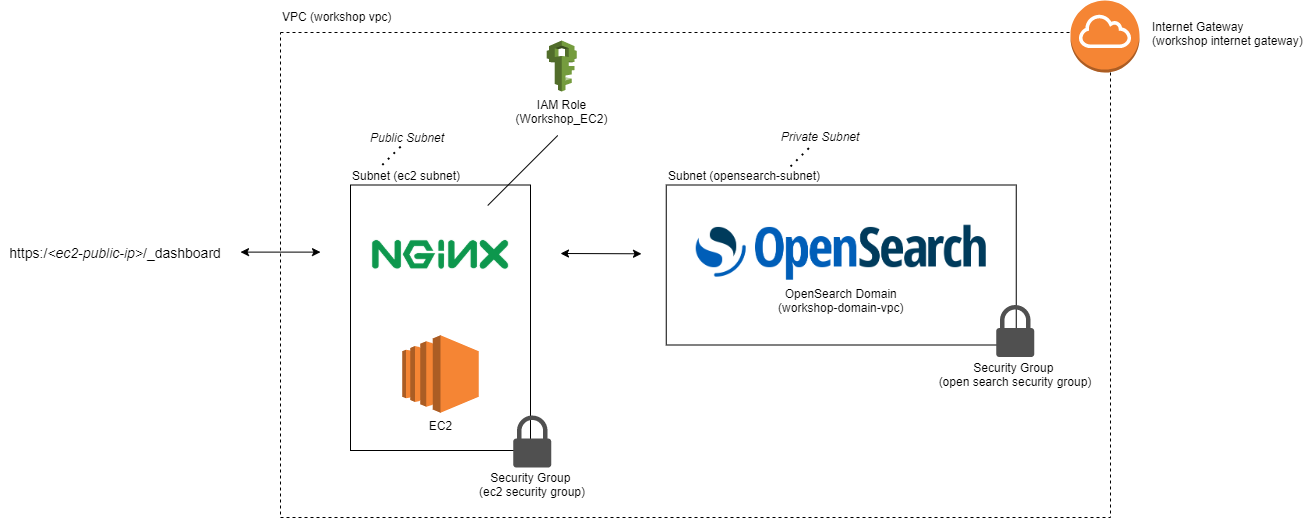 VPC (workshop vpc)
Internet Gateway
(workshop internet gateway)
IAM Role
(Workshop_EC2)
Public Subnet
Private Subnet
Subnet (ec2 subnet)
Subnet (opensearch-subnet)
https:/<ec2-public-ip>/_dashboard
NGiNX
OpenSearch
OpenSearch Domain
(workshop-domain-vpc)
Security Group
(open search security group)
EC2
Security Group
(ec2 security group)